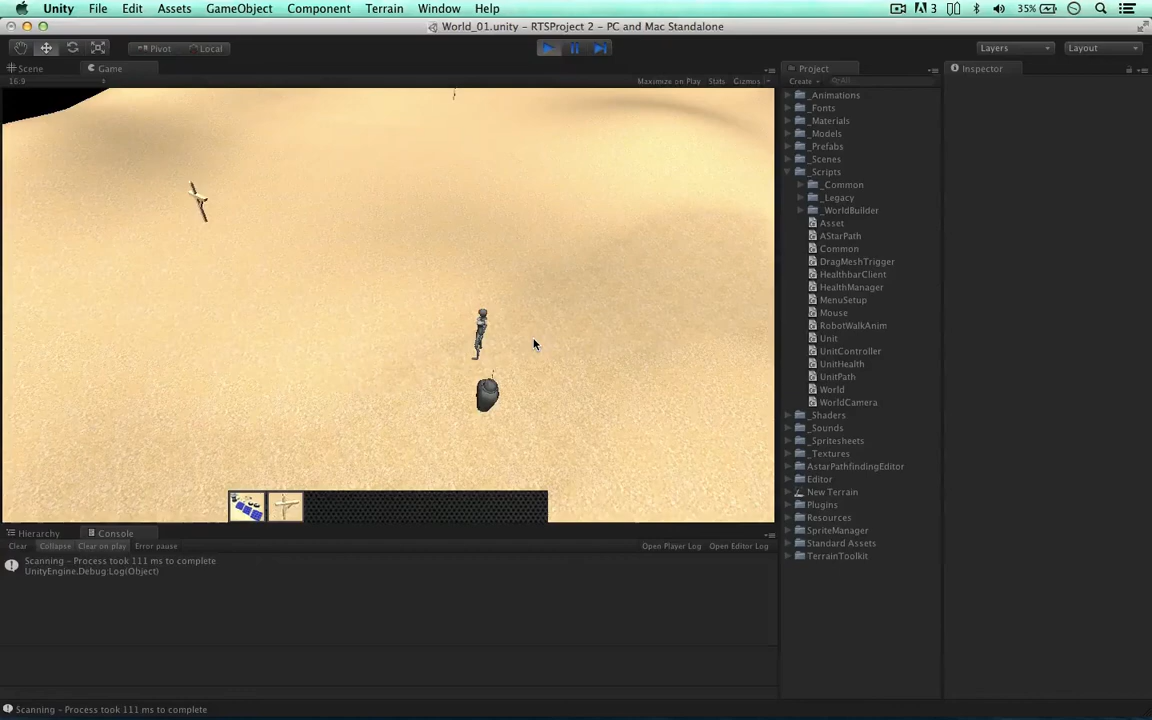 Unity File Edit Assets GameObject Component Terrain Window Help 3 35%
World_01.unity - RTSProject 2 - PC and Mac Standalone
Pivot Local Layers Layout
Scene Game Project Inspector
16:9 Maximize on Play Stats Gizmos Create All
_Animations
_Fonts
_Materials
_Models
_Prefabs
_Scenes
_Scripts
_Common
_Legacy
_WorldBuilder
Asset
AStarPath
Common
DragMeshTrigger
HealthbarClient
HealthManager
MenuSetup
Mouse
RobotWalkAnim
Unit
UnitController
UnitHealth
UnitPath
World
WorldCamera
_Shaders
_Sounds
_Spritesheets
_Textures
AstarPathfindingEditor
Editor
New Terrain
Plugins
Resources
SpriteManager
Standard Assets
TerrainToolkit
Hierarchy Console
Clear Collapse Clear on play Error pause Open Player Log Open Editor Log
Scanning - Process took 111 ms to complete
UnityEngine.Debug:Log(Object)
Scanning - Process took 111 ms to complete